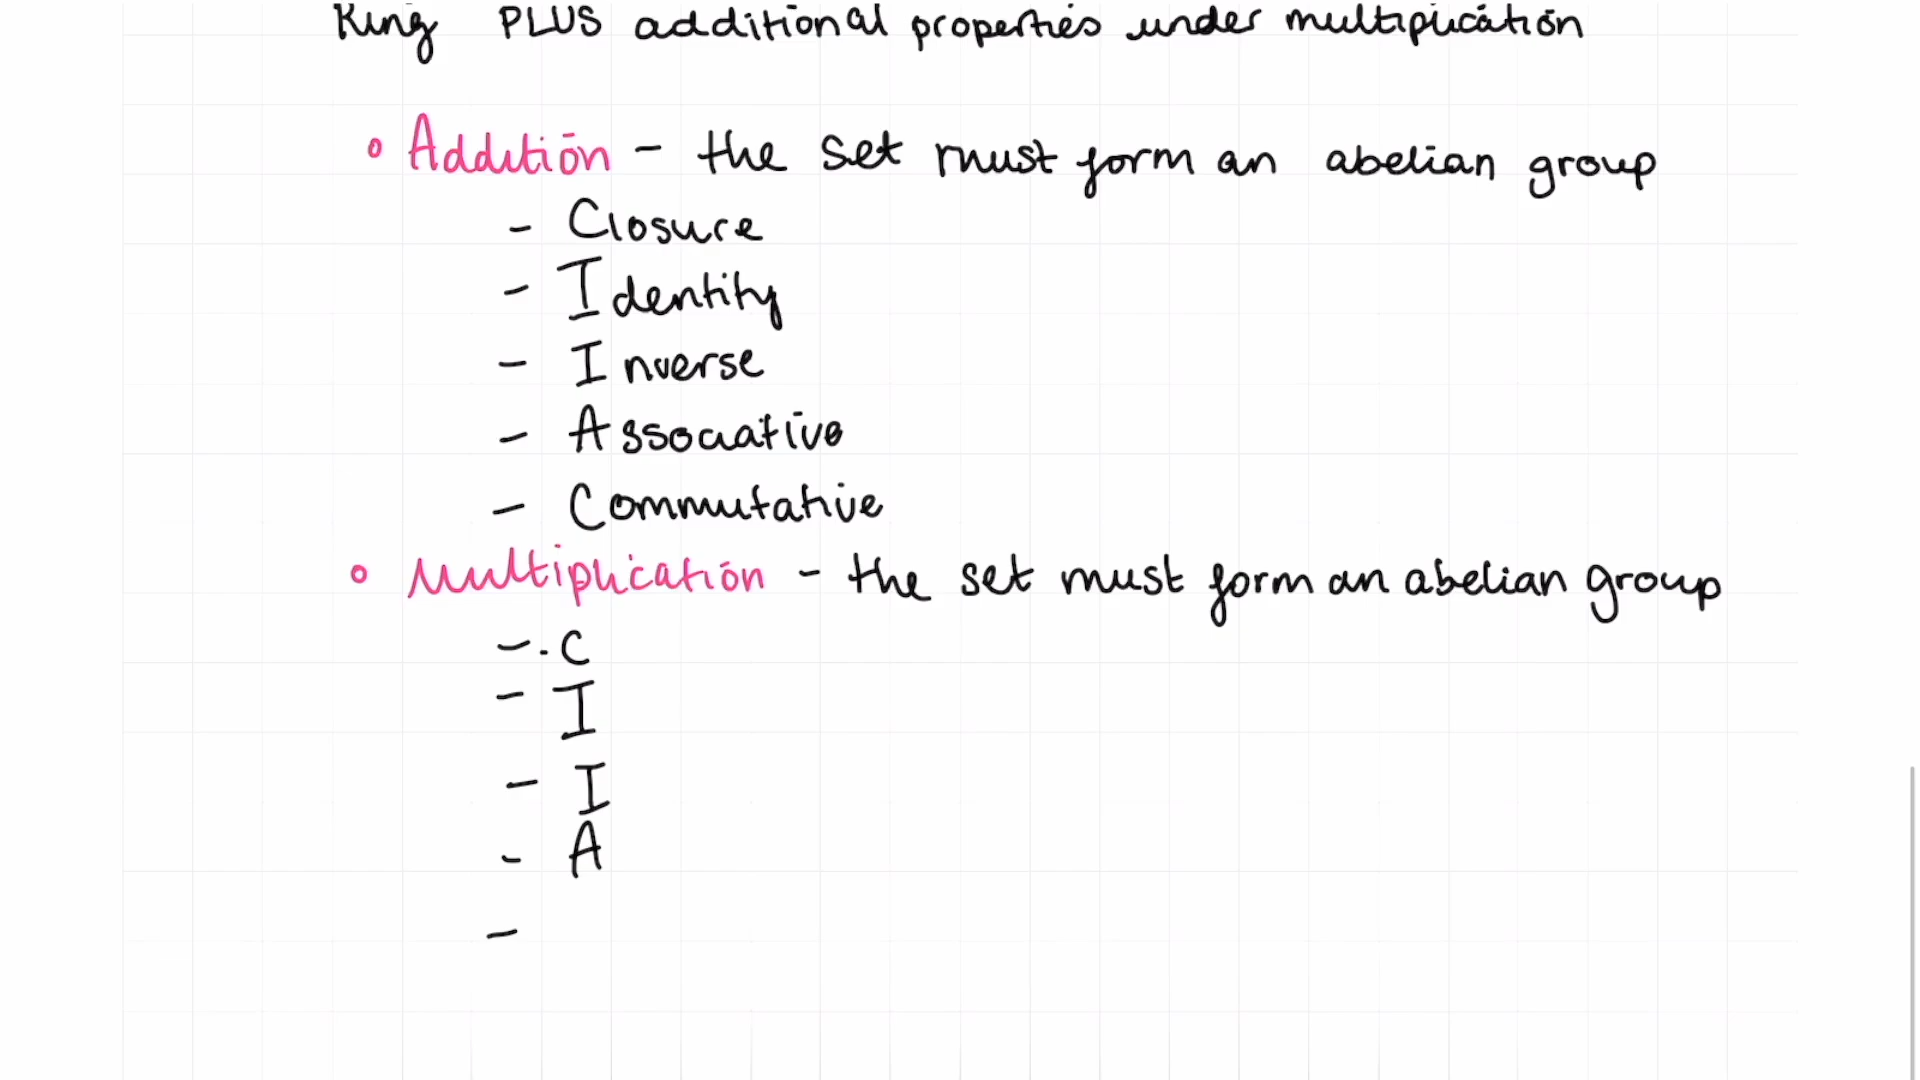 Ring PLUS additional properties under multiplication
• Addition - the set must form an abelian group
- Closure
- Identity
- Inverse
- Associative
- Commutative
• Multiplication - the set must form an abelian group
-. C
- I
- I
- A
-